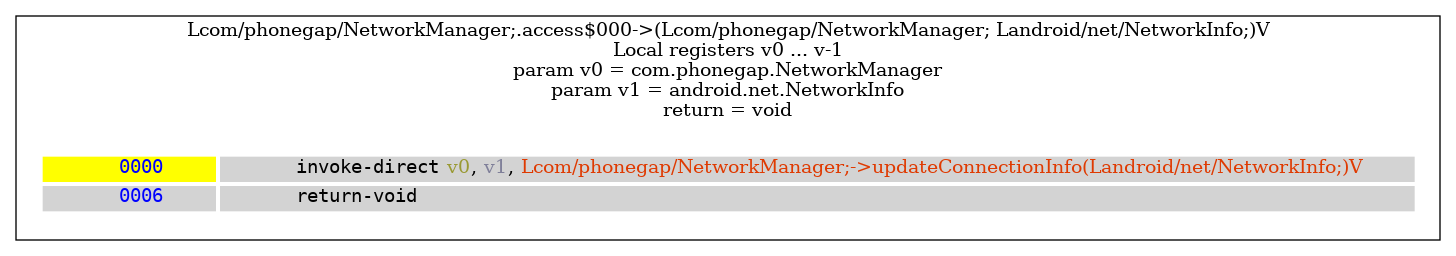 Lcom/phonegap/NetworkManager;.access$000->(Lcom/phonegap/NetworkManager; Landroid/net/NetworkInfo;)V
Local registers v0 ... v-1
param v0 = com.phonegap.NetworkManager
param v1 = android.net.NetworkInfo
return = void
0000 invoke-direct v0, v1, Lcom/phonegap/NetworkManager;->updateConnectionInfo(Landroid/net/NetworkInfo;)V
0006 return-void